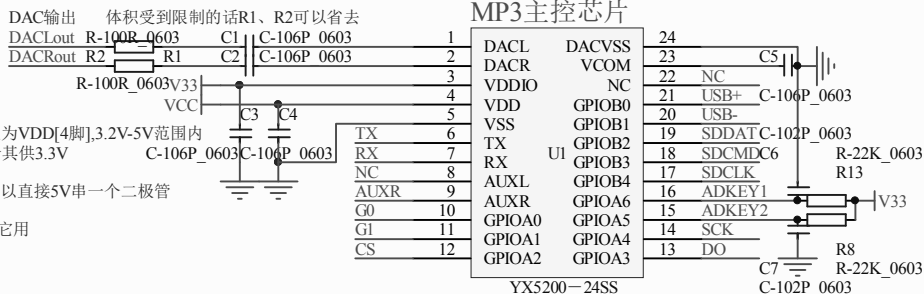 MP3主控芯片
DAC输出 体积受到限制的话R1、R2可以省去
DACLout R-100R_0603 C1 C-106P_0603
DACRout R2 R1 C2 C-106P_0603
R-100R_0603
V33
VCC
C3 C4
C-106P_0603 C-106P_0603
为VDD[4脚],3.2V-5V范围内
其供3.3V
以直接5V串一个二极管
它用
1 DACL DACVSS 24
2 DACR VCOM 23
3 VDDIO NC 22 NC
4 VDD GPIOB0 21 USB+
5 VSS GPIOB1 20 USB-
TX 6 TX GPIOB2 19 SDDAT
RX 7 RX U1 GPIOB3 18 SDCMD
NC 8 AUXL GPIOB4 17 SDCLK
AUXR 9 AUXR GPIOA6 16 ADKEY1
G0 10 GPIOA0 GPIOA5 15 ADKEY2
G1 11 GPIOA1 GPIOA4 14 SCK
CS 12 GPIOA2 GPIOA3 13 DO
YX5200－24SS
C5
C-106P_0603
C-102P_0603
C6 R-22K_0603
R13
V33
R8
C7 R-22K_0603
C-102P_0603